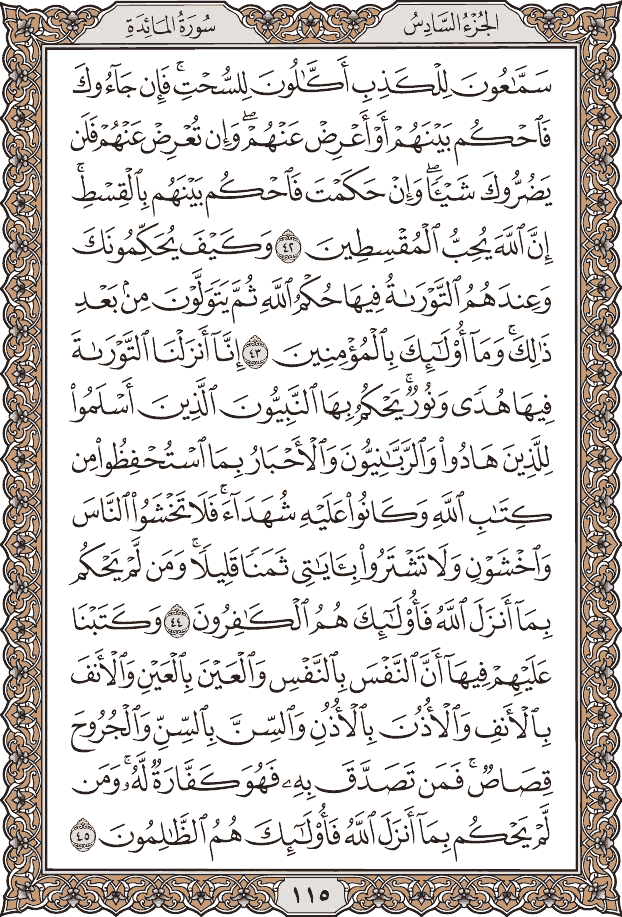 الجُزْءُ السَّادِسُ
سُورَةُ المَائِدَةِ
سَمَّٰعُونَ لِلۡكَذِبِ أَكَّٰلُونَ لِلسُّحۡتِۚ فَإِن جَآءُوكَ
فَٱحۡكُم بَيۡنَهُمۡ أَوۡ أَعۡرِضۡ عَنۡهُمۡۖ وَإِن تُعۡرِضۡ عَنۡهُمۡ فَلَن
يَضُرُّوكَ شَيۡـٔٗاۖ وَإِنۡ حَكَمۡتَ فَٱحۡكُم بَيۡنَهُم بِٱلۡقِسۡطِۚ
إِنَّ ٱللَّهَ يُحِبُّ ٱلۡمُقۡسِطِينَ ٤٢ وَكَيۡفَ يُحَكِّمُونَكَ
وَعِندَهُمُ ٱلتَّوۡرَىٰةُ فِيهَا حُكۡمُ ٱللَّهِ ثُمَّ يَتَوَلَّوۡنَ مِنۢ بَعۡدِ
ذَٰلِكَۚ وَمَآ أُوْلَٰٓئِكَ بِٱلۡمُؤۡمِنِينَ ٤٣ إِنَّآ أَنزَلۡنَا ٱلتَّوۡرَىٰةَ
فِيهَا هُدٗى وَنُورٞۚ يَحۡكُمُ بِهَا ٱلنَّبِيُّونَ ٱلَّذِينَ أَسۡلَمُواْ
لِلَّذِينَ هَادُواْ وَٱلرَّبَّٰنِيُّونَ وَٱلۡأَحۡبَارُ بِمَا ٱسۡتُحۡفِظُواْ مِن
كِتَٰبِ ٱللَّهِ وَكَانُواْ عَلَيۡهِ شُهَدَآءَۚ فَلَا تَخۡشَوُاْ ٱلنَّاسَ
وَٱخۡشَوۡنِ وَلَا تَشۡتَرُواْ بِـَٔايَٰتِي ثَمَنٗا قَلِيلٗاۚ وَمَن لَّمۡ يَحۡكُم
بِمَآ أَنزَلَ ٱللَّهُ فَأُوْلَٰٓئِكَ هُمُ ٱلۡكَٰفِرُونَ ٤٤ وَكَتَبۡنَا
عَلَيۡهِمۡ فِيهَآ أَنَّ ٱلنَّفۡسَ بِٱلنَّفۡسِ وَٱلۡعَيۡنَ بِٱلۡعَيۡنِ وَٱلۡأَنفَ
بِٱلۡأَنفِ وَٱلۡأُذُنَ بِٱلۡأُذُنِ وَٱلسِّنَّ بِٱلسِّنِّ وَٱلۡجُرُوحَ
قِصَاصٞۚ فَمَن تَصَدَّقَ بِهِۦ فَهُوَ كَفَّارَةٞ لَّهُۥۚ وَمَن
لَّمۡ يَحۡكُم بِمَآ أَنزَلَ ٱللَّهُ فَأُوْلَٰٓئِكَ هُمُ ٱلظَّٰلِمُونَ ٤٥
١١٥